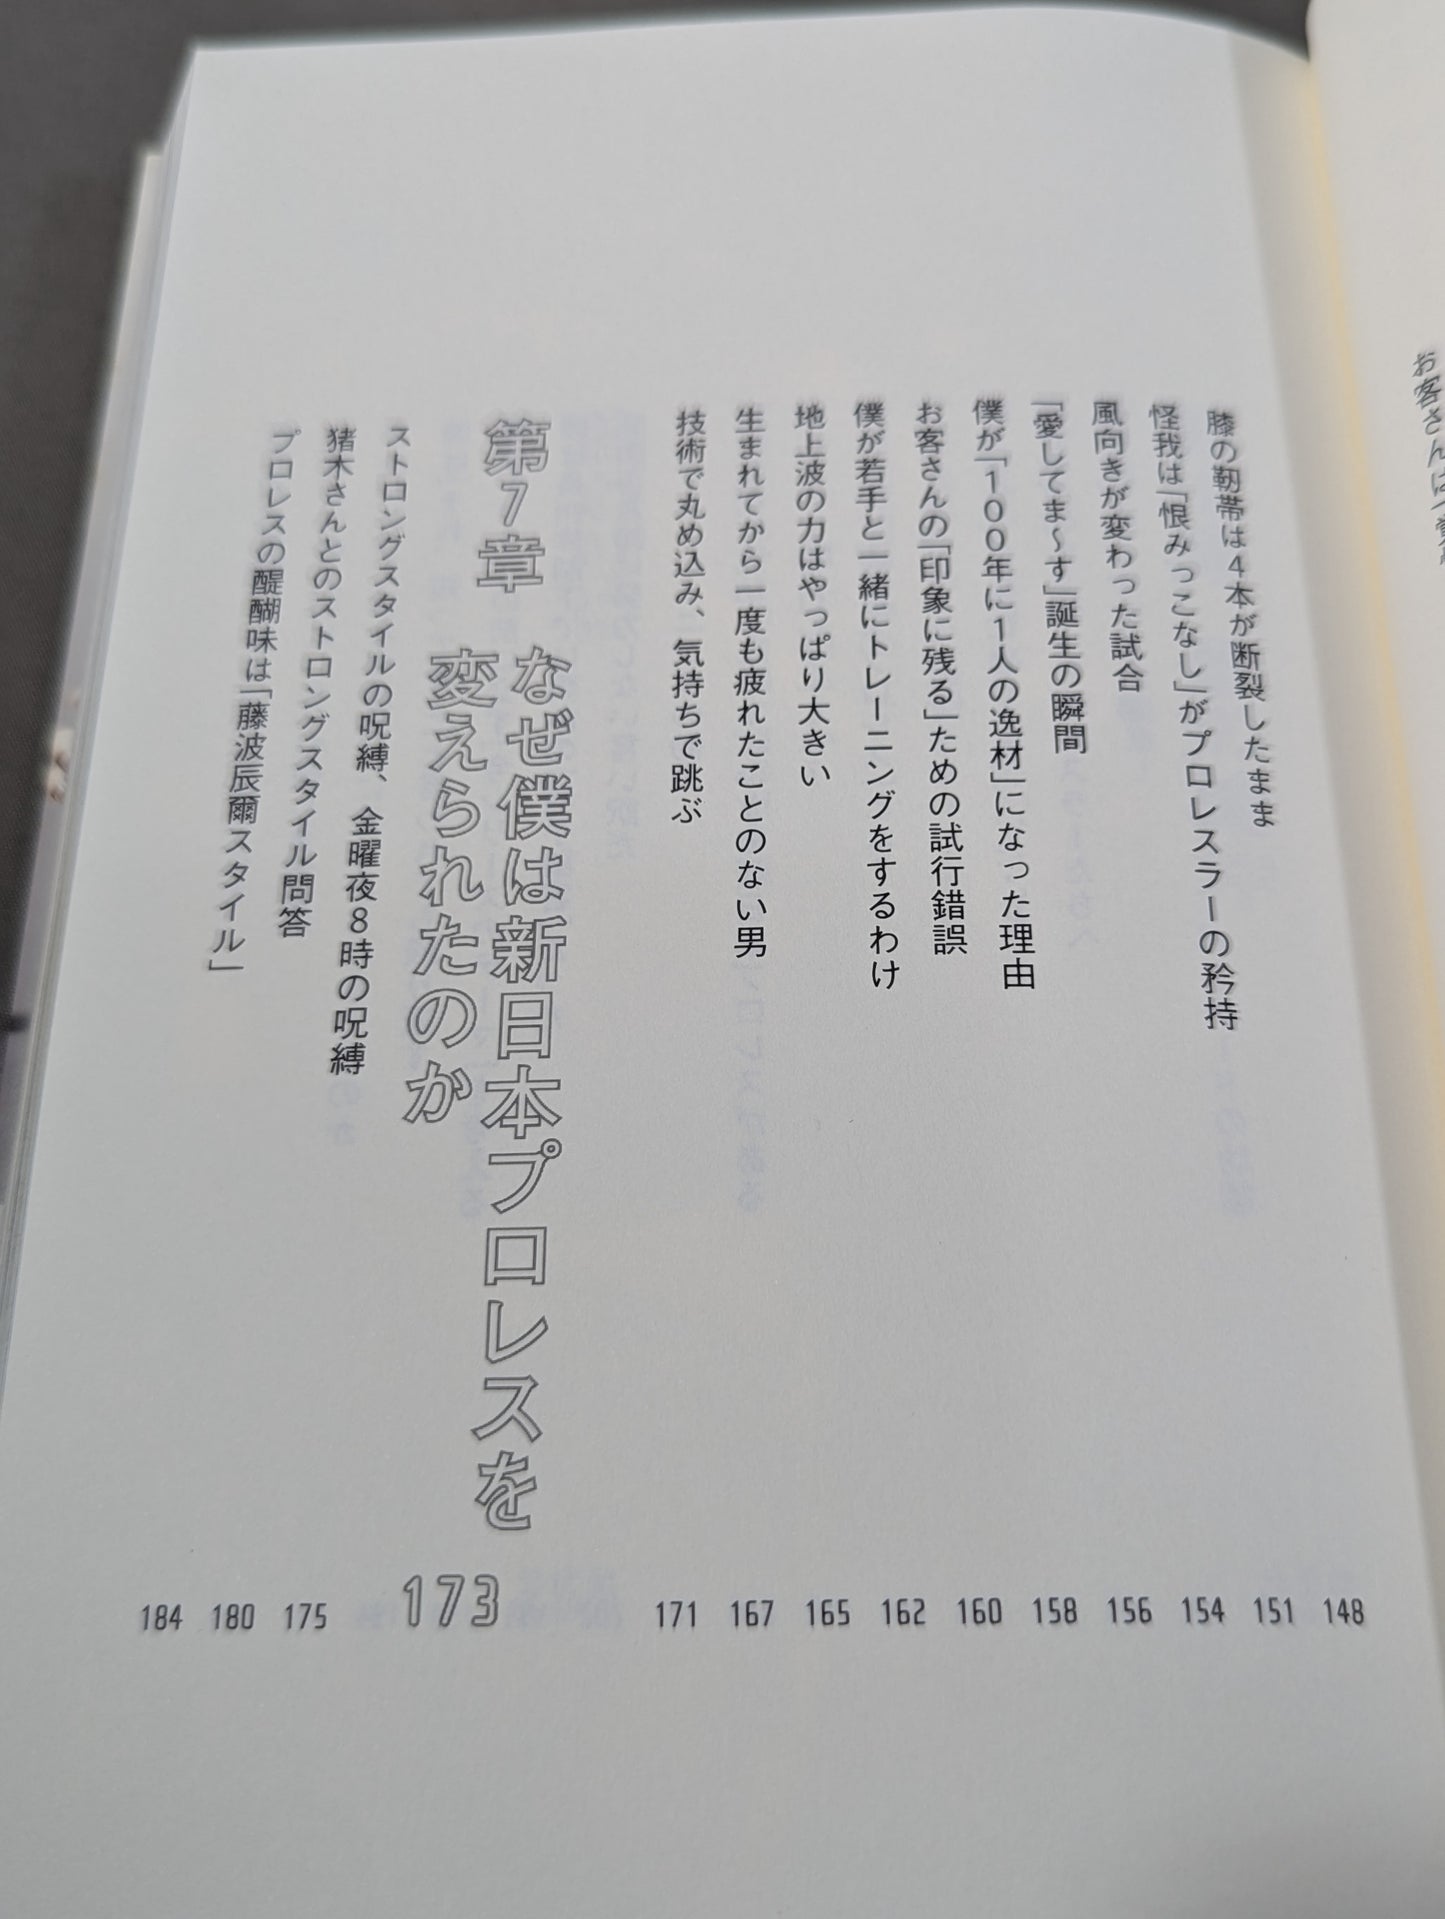 膝の靭帯は4本が断裂したまま 148
怪我は「恨みっこなし」がプロレスラーの矜持 151
風向きが変わった試合 154
「愛してま〜す」誕生の瞬間 156
僕が「100年に1人の逸材」になった理由 158
お客さんの「印象に残る」ための試行錯誤 160
僕が若手と一緒にトレーニングをするわけ 162
地上波の力はやっぱり大きい 165
生まれてから一度も疲れたことのない男 167
技術で丸め込み、気持ちで跳ぶ 171
第7章 なぜ僕は新日本プロレスを
変えられたのか 173
ストロングスタイルの呪縛、金曜夜8時の呪縛 175
猪木さんとのストロングスタイル問答 180
プロレスの醍醐味は「藤波辰爾スタイル」 184